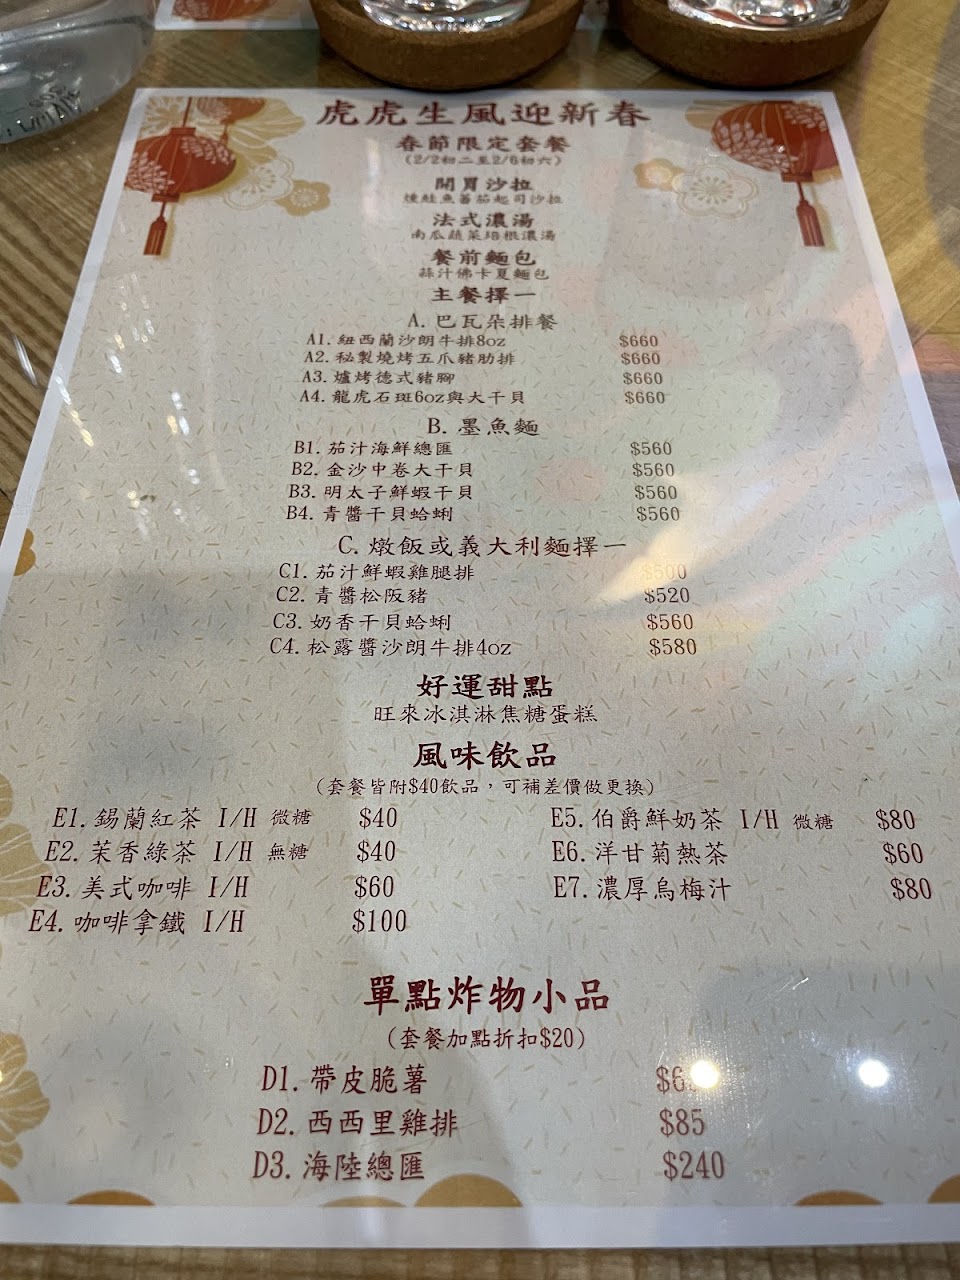 虎虎生風迎新春
春節限定套餐
(2/2初二至2/6初六)
開胃沙拉
燻鮭魚蕃茄起司沙拉
法式濃湯
南瓜蔬菜培根濃湯
餐前麵包
蒜汁佛卡夏麵包
主餐擇一
A. 巴瓦朵排餐
A1. 紐西蘭沙朗牛排8oz $660
A2. 秘製燒烤五爪豬肋排 $660
A3. 爐烤德式豬腳 $660
A4. 龍虎石斑6oz與大干貝 $660
B. 墨魚麵
B1. 茄汁海鮮總匯 $560
B2. 金沙中卷大干貝 $560
B3. 明太子鮮蝦干貝 $560
B4. 青醬干貝蛤蜊 $560
C. 燉飯或義大利麵擇一
C1. 茄汁鮮蝦雞腿排 $500
C2. 青醬松阪豬 $520
C3. 奶香干貝蛤蜊 $560
C4. 松露醬沙朗牛排4oz $580
好運甜點
旺來冰淇淋焦糖蛋糕
風味飲品
(套餐皆附$40飲品，可補差價做更換)
E1. 錫蘭紅茶 I/H 微糖 $40
E2. 茉香綠茶 I/H 無糖 $40
E3. 美式咖啡 I/H $60
E4. 咖啡拿鐵 I/H $100
E5. 伯爵鮮奶茶 I/H 微糖 $80
E6. 洋甘菊熱茶 $60
E7. 濃厚烏梅汁 $80
單點炸物小品
(套餐加點折扣$20)
D1. 帶皮脆薯
D2. 西西里雞排 $85
D3. 海陸總匯 $240